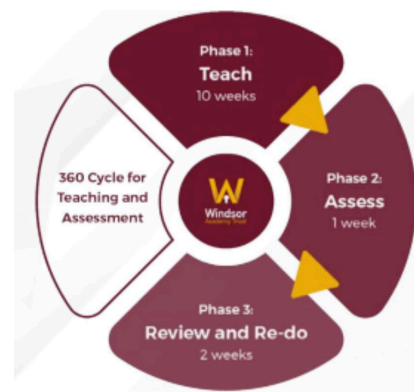 Phase 1:
Teach
10 weeks
360 Cycle for
Teaching and
Assessment
W
Windsor
Academy Trust
Phase 2:
Assess
1 week
Phase 3:
Review and Re-do
2 weeks